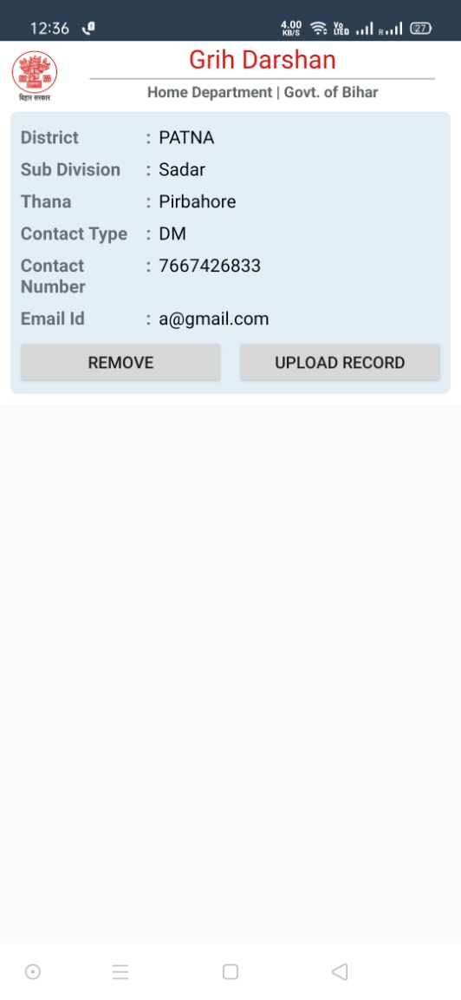 12:36 4.00 KB/S Vo LTED R 27
Grih Darshan
बिहार सरकार
Home Department | Govt. of Bihar
District : PATNA
Sub Division : Sadar
Thana : Pirbahore
Contact Type : DM
Contact Number : 7667426833
Email Id : a@gmail.com
REMOVE UPLOAD RECORD